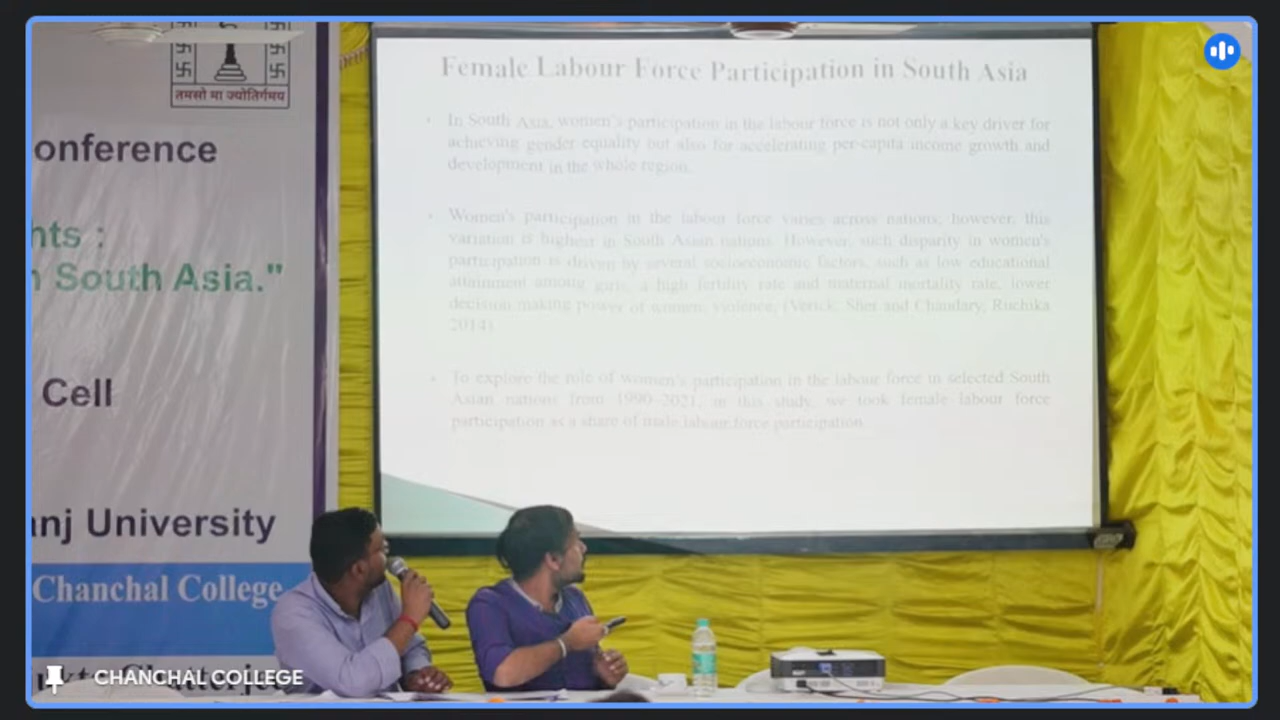 तमसो मा ज्योतिर्गमय
onference
nts :
n South Asia."
Cell
anj University
Chanchal College
Female Labour Force Participation in South Asia
In South Asia, women's participation in the labour force is not only a key driver for
achieving gender equality but also for accelerating per-capita income growth and
development in the whole region.
Women's participation in the labour force varies across nations; however, this
variation is highest in South Asian nations. However, such disparity in women's
participation is driven by several socioeconomic factors, such as low educational
attainment among girls, a high fertility rate and maternal mortality rate, lower
decision making power of women, violence, (Verick, Sher and Chaudary, Ruchika
2014)
To explore the role of women's participation in the labour force in selected South
Asian nations from 1990-2021, in this study, we took female labour force
participation as a share of male labour force participation
CHANCHAL COLLEGE